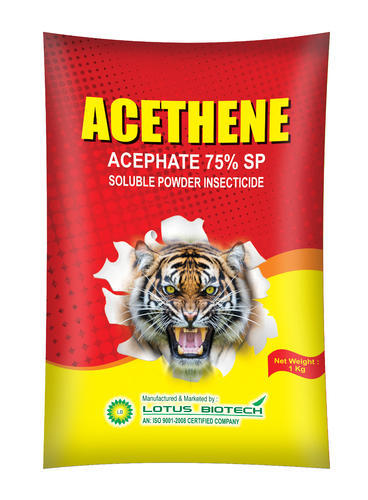 ACETHENE
ACEPHATE 75% SP
SOLUBLE POWDER INSECTICIDE
Net Weight :
1 Kg
Manufactured & Marketed by :
LB
LOTUS BIOTECH
AN: ISO 9001-2008 CERTIFIED COMPANY